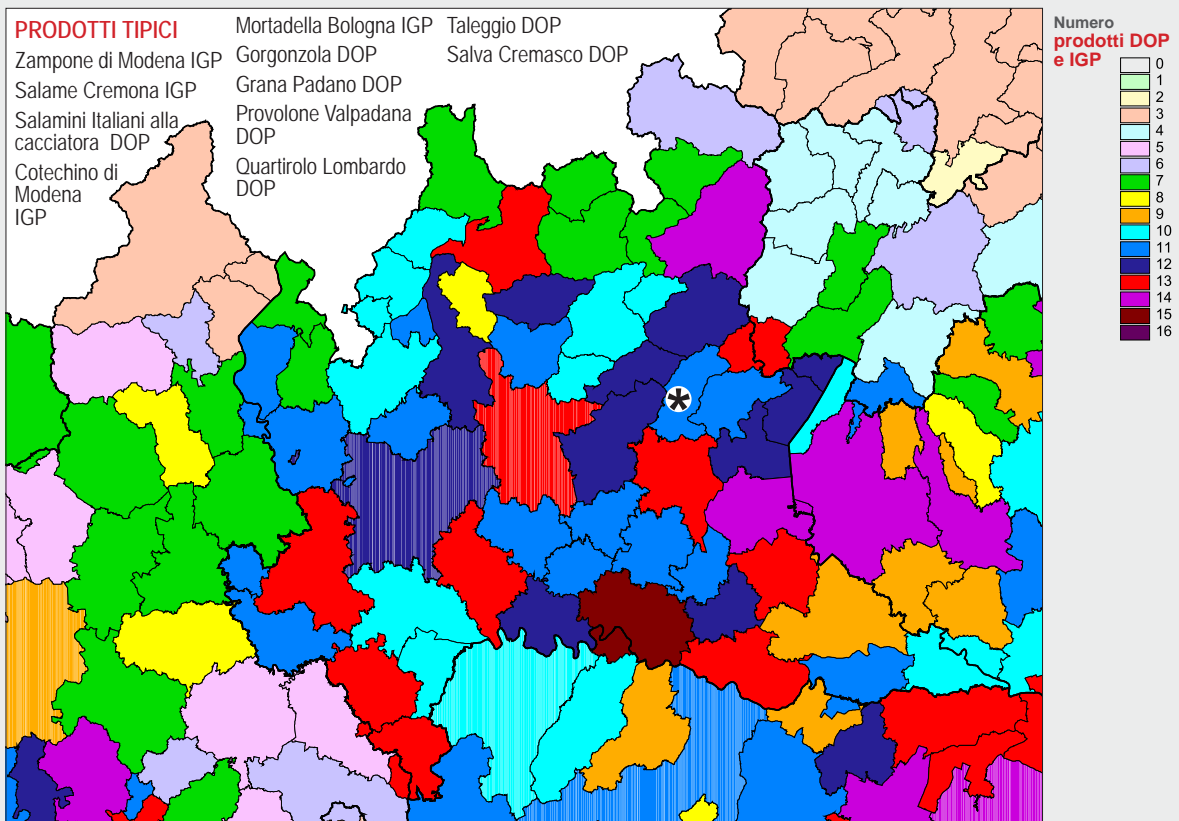 PRODOTTI TIPICI
Zampone di Modena IGP
Salame Cremona IGP
Salamini Italiani alla
cacciatora DOP
Cotechino di
Modena
IGP
Mortadella Bologna IGP
Gorgonzola DOP
Grana Padano DOP
Provolone Valpadana
DOP
Quartirolo Lombardo
DOP
Taleggio DOP
Salva Cremasco DOP
Numero
prodotti DOP
e IGP
0
1
2
3
4
5
6
7
8
9
10
11
12
13
14
15
16
*